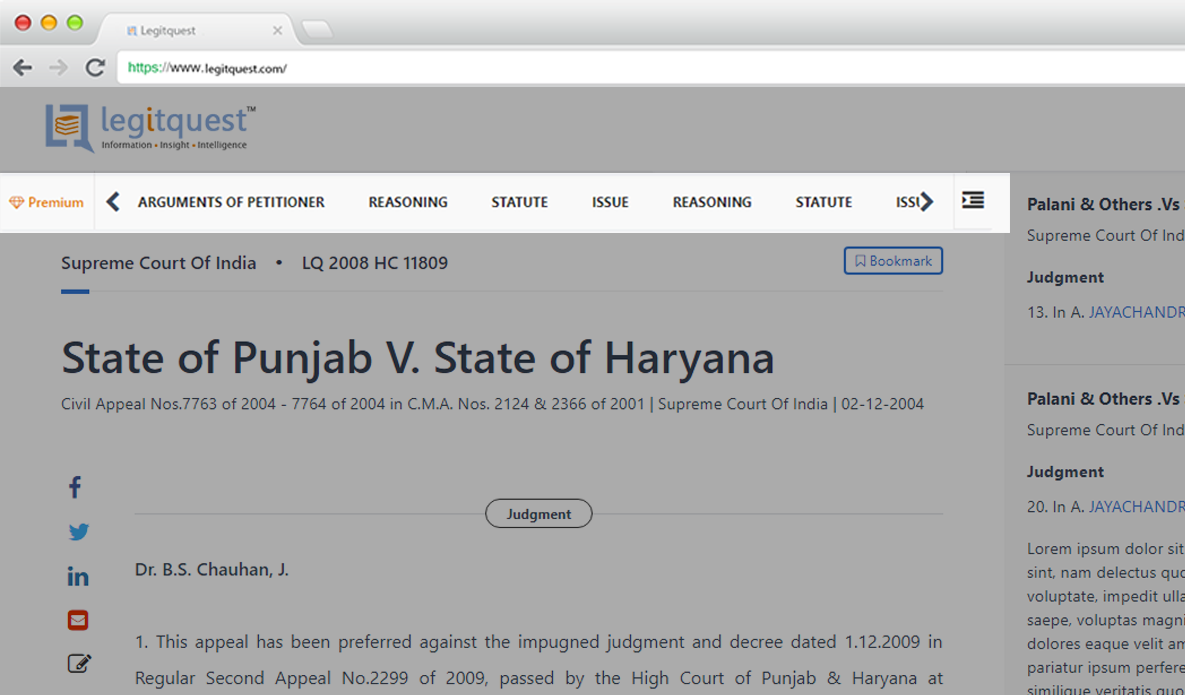 Legitquest
https://www.legitquest.com/
legitquest™
Information • Insight • Intelligence
Premium
ARGUMENTS OF PETITIONER REASONING STATUTE ISSUE REASONING STATUTE ISSU
Supreme Court Of India • LQ 2008 HC 11809
Bookmark
State of Punjab V. State of Haryana
Civil Appeal Nos.7763 of 2004 - 7764 of 2004 in C.M.A. Nos. 2124 & 2366 of 2001 | Supreme Court Of India | 02-12-2004
Judgment
Dr. B.S. Chauhan, J.
1. This appeal has been preferred against the impugned judgment and decree dated 1.12.2009 in
Regular Second Appeal No.2299 of 2009, passed by the High Court of Punjab & Haryana at
Palani & Others .Vs
Supreme Court Of Ind
Judgment
13. In A. JAYACHANDR
Palani & Others .Vs
Supreme Court Of Ind
Judgment
20. In A. JAYACHANDR
Lorem ipsum dolor sit
sint, nam delectus quo
voluptate, impedit ulla
saepe, voluptas magni
dolores eaque velit am
pariatur ipsum perfere
similique veritatis quo